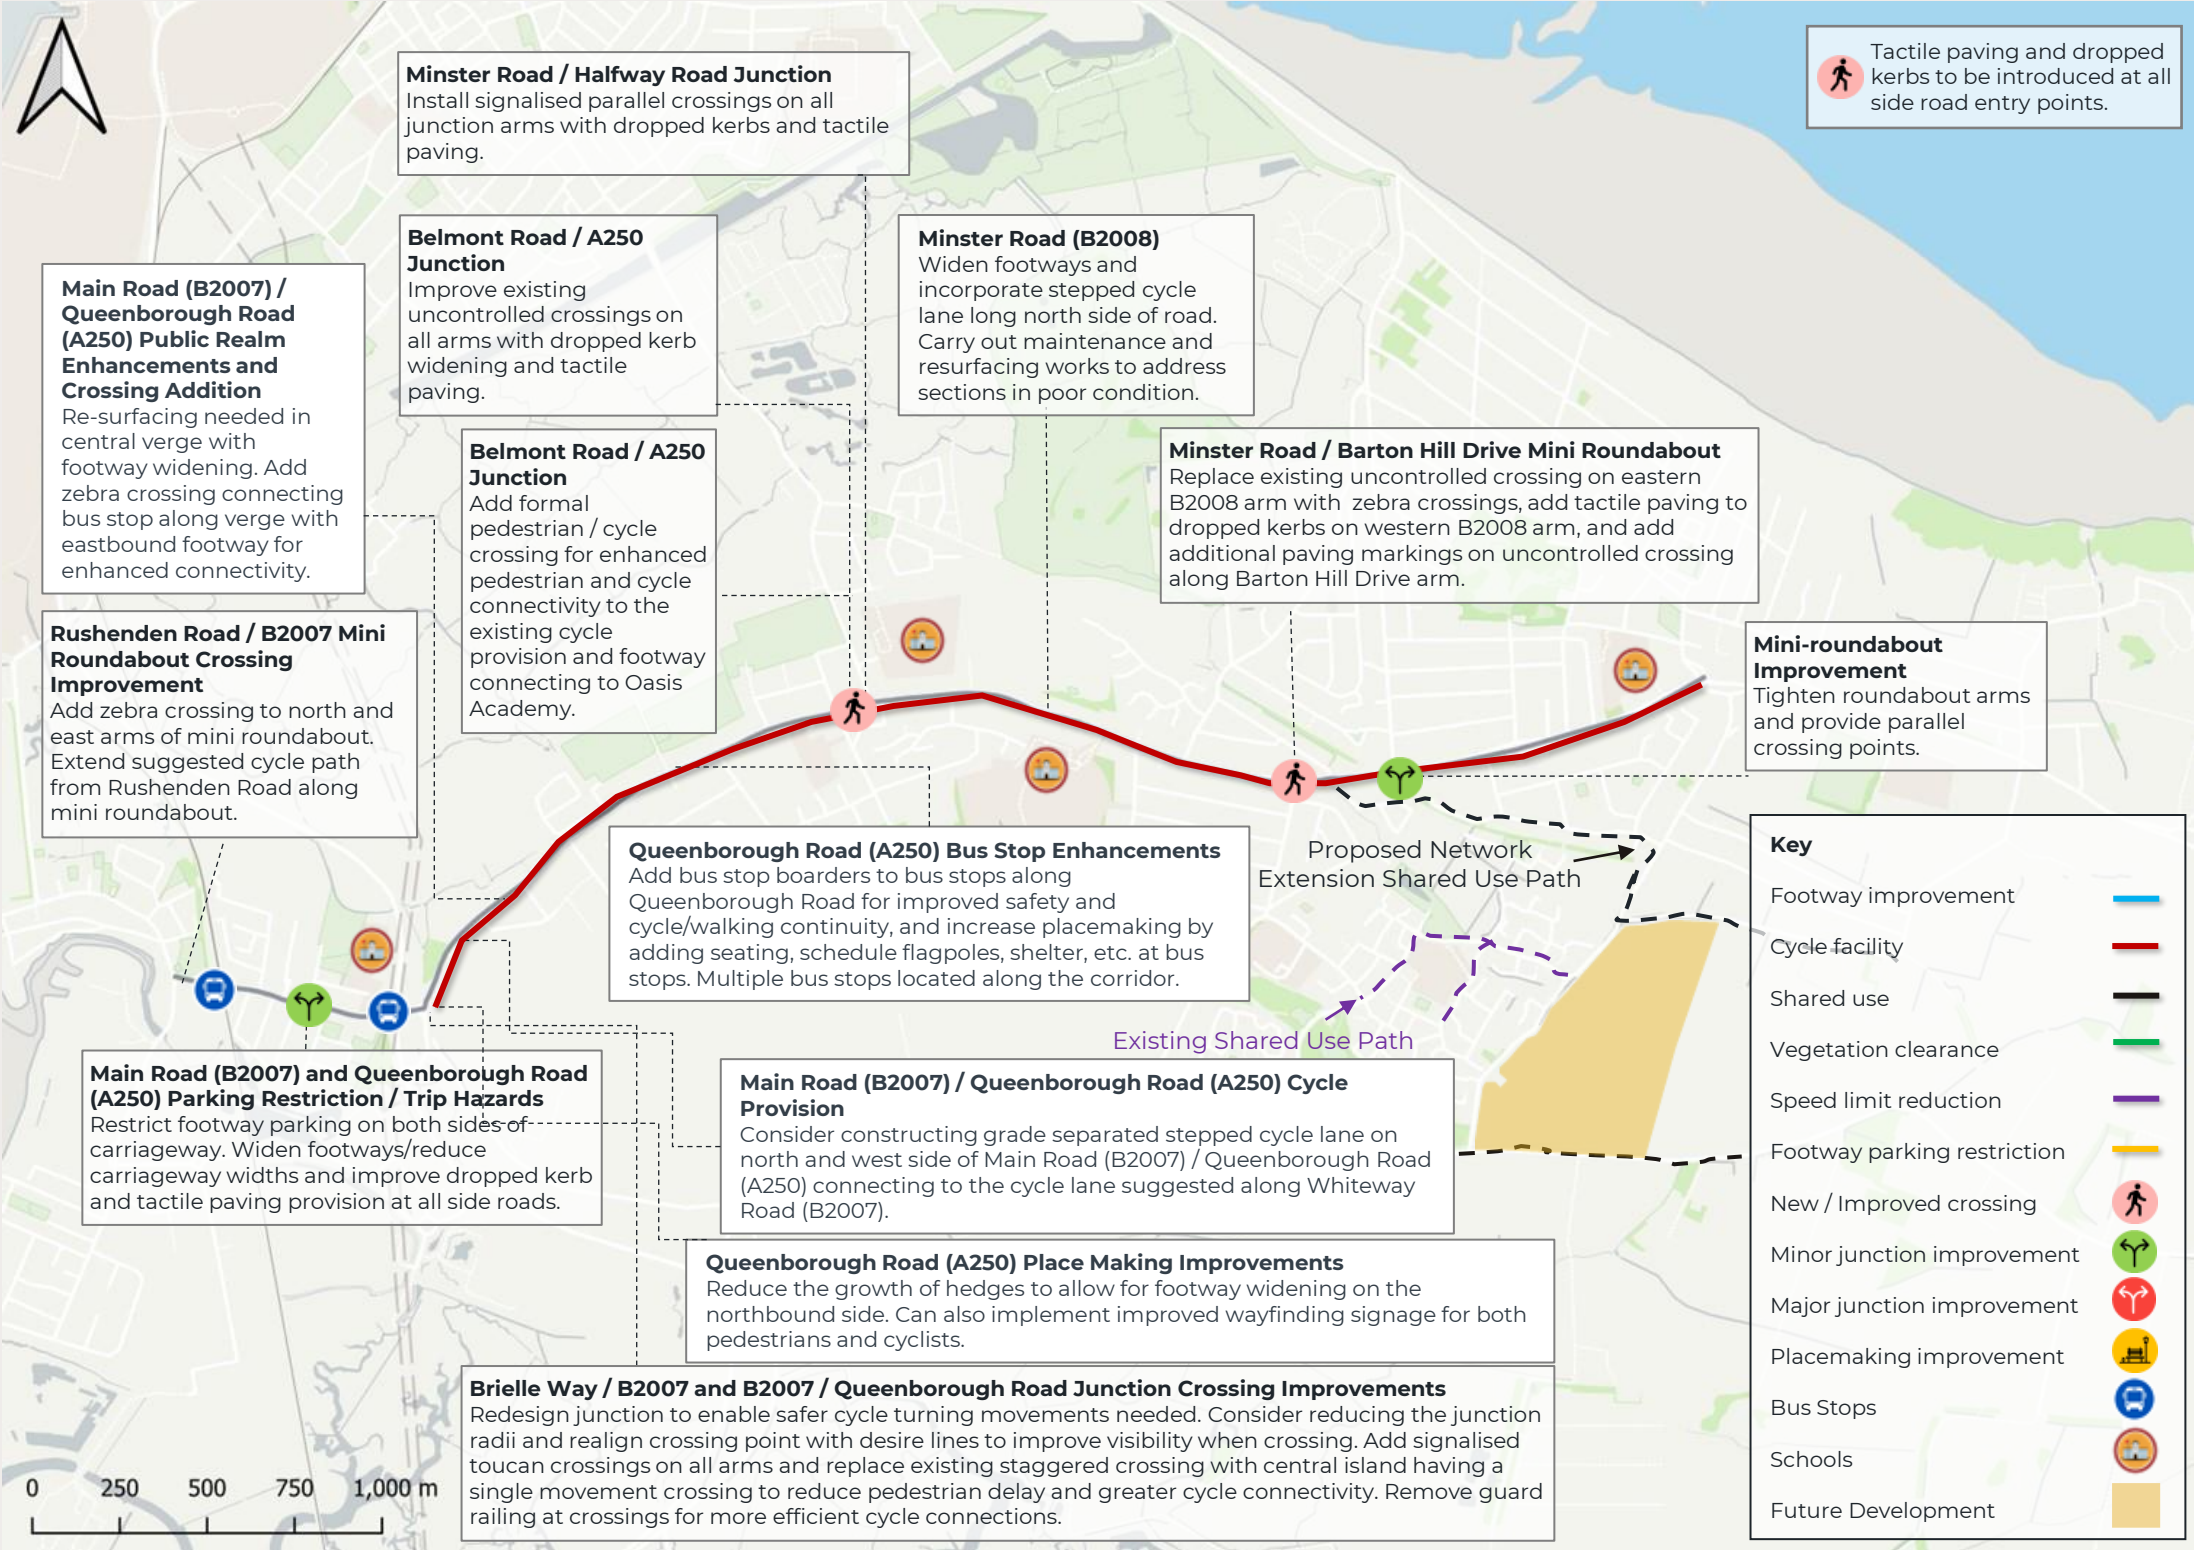 Tactile paving and dropped
kerbs to be introduced at all
side road entry points.
Minster Road / Halfway Road Junction
Install signalised parallel crossings on all
junction arms with dropped kerbs and tactile
paving.
Belmont Road / A250
Junction
Improve existing
uncontrolled crossings on
all arms with dropped kerb
widening and tactile
paving.
Minster Road (B2008)
Widen footways and
incorporate stepped cycle
lane long north side of road.
Carry out maintenance and
resurfacing works to address
sections in poor condition.
Main Road (B2007) /
Queenborough Road
(A250) Public Realm
Enhancements and
Crossing Addition
Re-surfacing needed in
central verge with
footway widening. Add
zebra crossing connecting
bus stop along verge with
eastbound footway for
enhanced connectivity.
Belmont Road / A250
Junction
Add formal
pedestrian / cycle
crossing for enhanced
pedestrian and cycle
connectivity to the
existing cycle
provision and footway
connecting to Oasis
Academy.
Minster Road / Barton Hill Drive Mini Roundabout
Replace existing uncontrolled crossing on eastern
B2008 arm with zebra crossings, add tactile paving to
dropped kerbs on western B2008 arm, and add
additional paving markings on uncontrolled crossing
along Barton Hill Drive arm.
Rushenden Road / B2007 Mini
Roundabout Crossing
Improvement
Add zebra crossing to north and
east arms of mini roundabout.
Extend suggested cycle path
from Rushenden Road along
mini roundabout.
Mini-roundabout
Improvement
Tighten roundabout arms
and provide parallel
crossing points.
Queenborough Road (A250) Bus Stop Enhancements
Add bus stop boarders to bus stops along
Queenborough Road for improved safety and
cycle/walking continuity, and increase placemaking by
adding seating, schedule flagpoles, shelter, etc. at bus
stops. Multiple bus stops located along the corridor.
Proposed Network
Extension Shared Use Path
Existing Shared Use Path
Main Road (B2007) and Queenborough Road
(A250) Parking Restriction / Trip Hazards
Restrict footway parking on both sides of
carriageway. Widen footways/reduce
carriageway widths and improve dropped kerb
and tactile paving provision at all side roads.
Main Road (B2007) / Queenborough Road (A250) Cycle
Provision
Consider constructing grade separated stepped cycle lane on
north and west side of Main Road (B2007) / Queenborough Road
(A250) connecting to the cycle lane suggested along Whiteway
Road (B2007).
Queenborough Road (A250) Place Making Improvements
Reduce the growth of hedges to allow for footway widening on the
northbound side. Can also implement improved wayfinding signage for both
pedestrians and cyclists.
Brielle Way / B2007 and B2007 / Queenborough Road Junction Crossing Improvements
Redesign junction to enable safer cycle turning movements needed. Consider reducing the junction
radii and realign crossing point with desire lines to improve visibility when crossing. Add signalised
toucan crossings on all arms and replace existing staggered crossing with central island having a
single movement crossing to reduce pedestrian delay and greater cycle connectivity. Remove guard
railing at crossings for more efficient cycle connections.
Key
Footway improvement
Cycle facility
Shared use
Vegetation clearance
Speed limit reduction
Footway parking restriction
New / Improved crossing
Minor junction improvement
Major junction improvement
Placemaking improvement
Bus Stops
Schools
Future Development
0 250 500 750 1,000 m